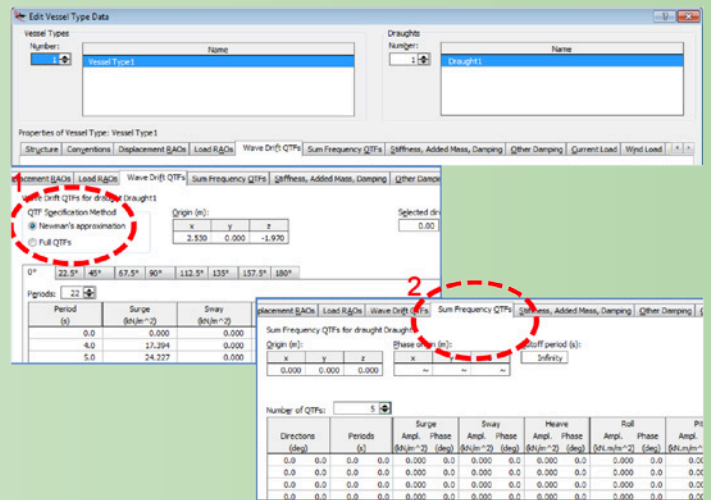 Edit Vessel Type Data
Vessel Types
Draughts
Number:
Name
Number:
Name
1
Vessel Type1
1
Draught1
Properties of Vessel Type: Vessel Type1
Structure Conventions Displacement RAOs Load RAOs Wave Drift QTFs Sum Frequency QTFs Stiffness, Added Mass, Damping Other Damping Current Load Wind Load
1
placement RAOs Load RAOs Wave Drift QTFs Sum Frequency QTFs Stiffness, Added Mass, Damping Other Dampi
Wave Drift QTFs for draught Draught1
QTF Specification Method
Origin (m):
Selected dir
Newman's approximation
x y z
0.00
2.530 0.000 -1.970
Full QTFs
0° 22.5° 45° 67.5° 90° 112.5° 135° 157.5° 180°
Periods: 22
Period Surge Sway
(s) (kN/m^2) (kN/m^2)
0.0 0.000 0.000
4.0 17.394 0.000
5.0 24.227 0.000
2
placement RAOs Load RAOs Wave Drift QTFs Sum Frequency QTFs Stiffness, Added Mass, Damping Other Damping
Sum Frequency QTFs for draught Draught
Origin (m):
Phase origin (m):
Cutoff period (s):
x y z
x
Infinity
0.000 0.000 0.000
~ ~ ~
Number of QTFs: 5
Surge Sway Heave Roll Pit
Directions Periods Ampl. Phase Ampl. Phase Ampl. Phase Ampl. Phase Ampl.
(deg) (s) (kN/m^2) (deg) (kN/m^2) (deg) (kN/m^2) (deg) (kN.m/m^2) (deg) (kN.m/m^
0.0 0.0 0.0 0.0 0.000 0.0 0.000 0.0 0.000 0.0 0.000 0.0 0.00
0.0 0.0 0.0 0.0 0.000 0.0 0.000 0.0 0.000 0.0 0.000 0.0 0.00
0.0 0.0 0.0 0.0 0.000 0.0 0.000 0.0 0.000 0.0 0.000 0.0 0.00
0.0 0.0 0.0 0.0 0.000 0.0 0.000 0.0 0.000 0.0 0.000 0.0 0.00